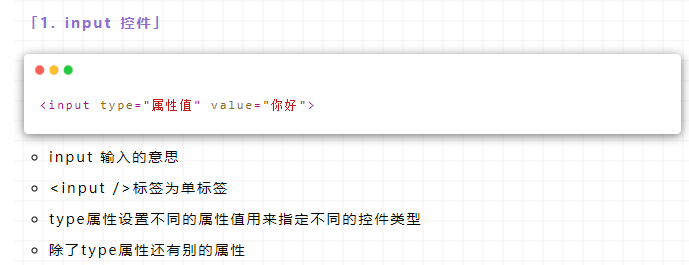 「1. input 控件」
<input type="属性值" value="你好">
input 输入的意思
<input />标签为单标签
type属性设置不同的属性值用来指定不同的控件类型
除了type属性还有别的属性